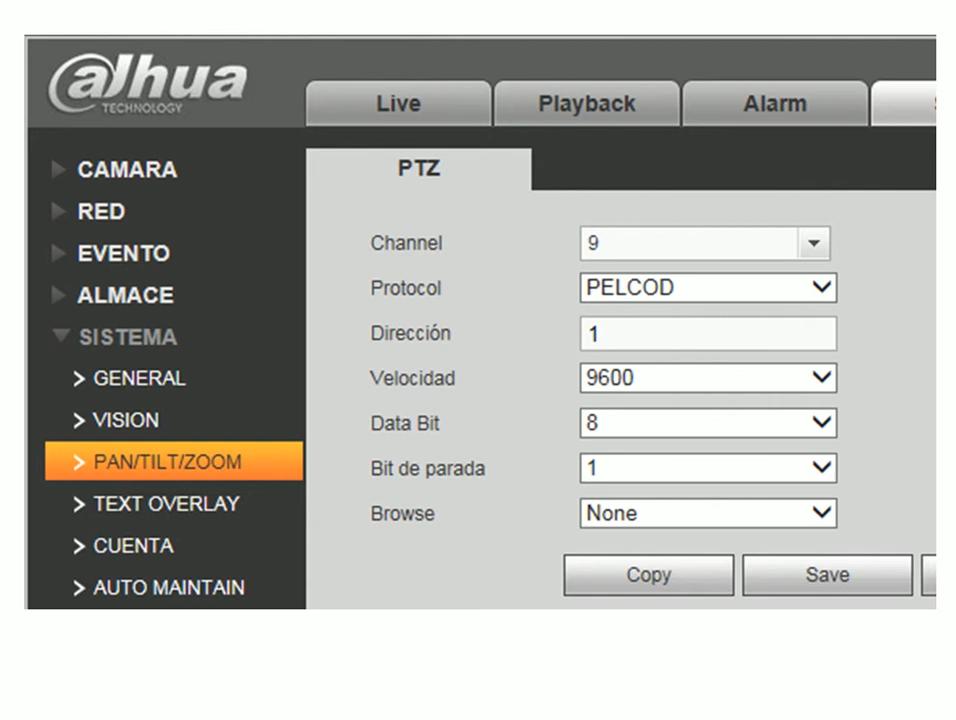 alhua
TECHNOLOGY
Live
Playback
Alarm
CAMARA
RED
EVENTO
ALMACE
SISTEMA
GENERAL
VISION
PAN/TILT/ZOOM
TEXT OVERLAY
CUENTA
AUTO MAINTAIN
PTZ
Channel 9
Protocol PELCOD
Dirección 1
Velocidad 9600
Data Bit 8
Bit de parada 1
Browse None
Copy Save